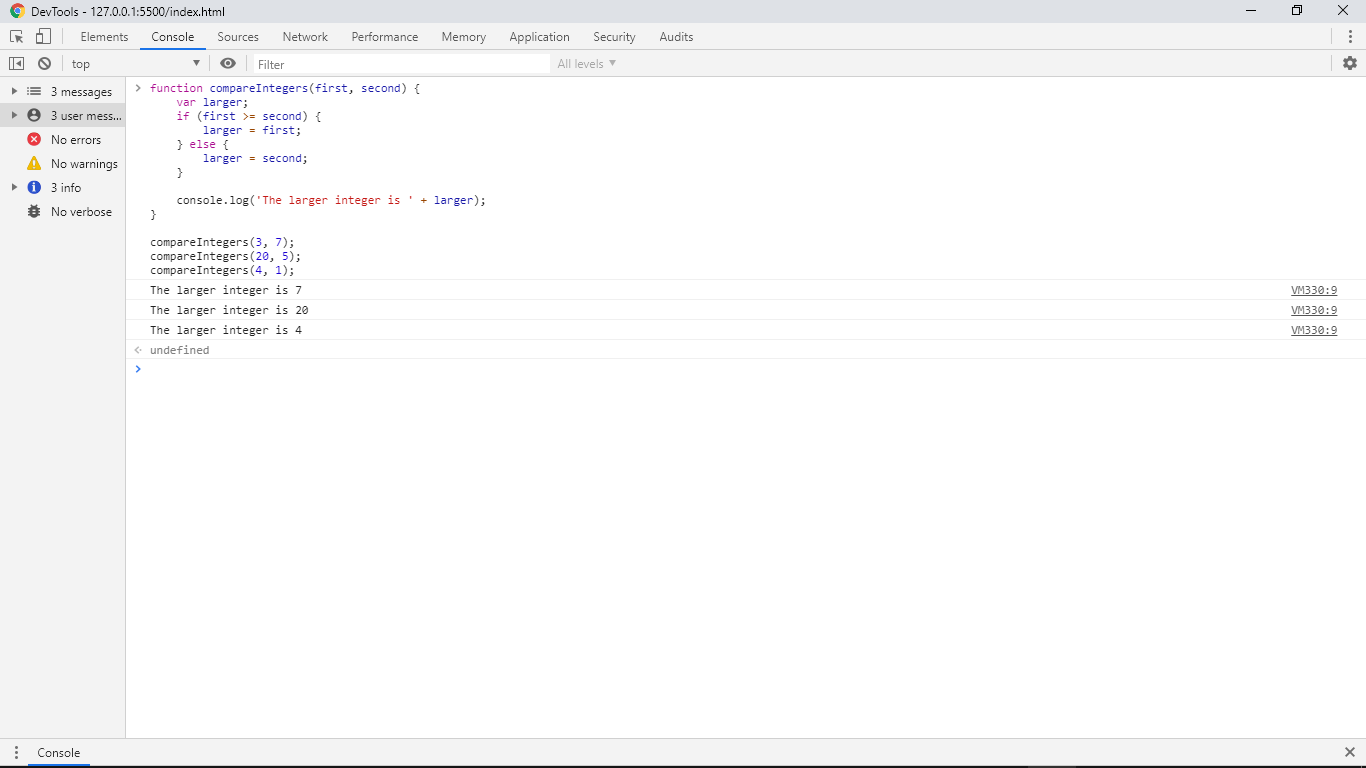 DevTools - 127.0.0.1:5500/index.html
Elements Console Sources Network Performance Memory Application Security Audits
top Filter All levels
3 messages
3 user mess...
No errors
No warnings
3 info
No verbose
function compareIntegers(first, second) {
    var larger;
    if (first >= second) {
        larger = first;
    } else {
        larger = second;
    }
    console.log('The larger integer is ' + larger);
}
compareIntegers(3, 7);
compareIntegers(20, 5);
compareIntegers(4, 1);
The larger integer is 7 VM330:9
The larger integer is 20 VM330:9
The larger integer is 4 VM330:9
undefined
Console